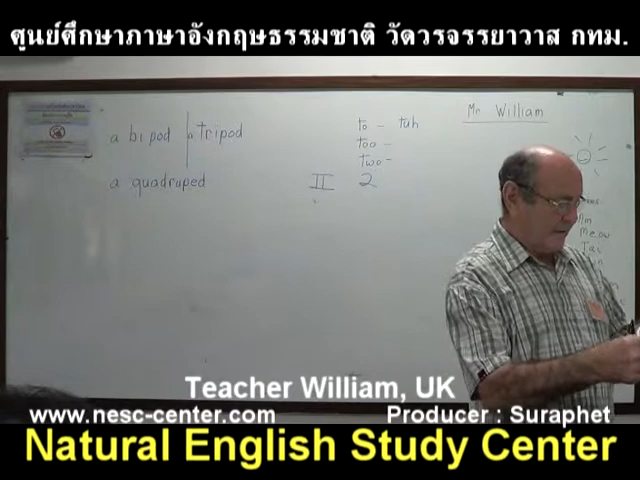 ศูนย์ศึกษาภาษาอังกฤษธรรมชาติ วัดวรจรรยาวาส กทม.
Mr William
a bipod a tripod
to - tuh
too -
two -
a quadruped
II 2
Meow
Jai
Teacher William, UK
www.nesc-center.com
Producer : Suraphet
Natural English Study Center